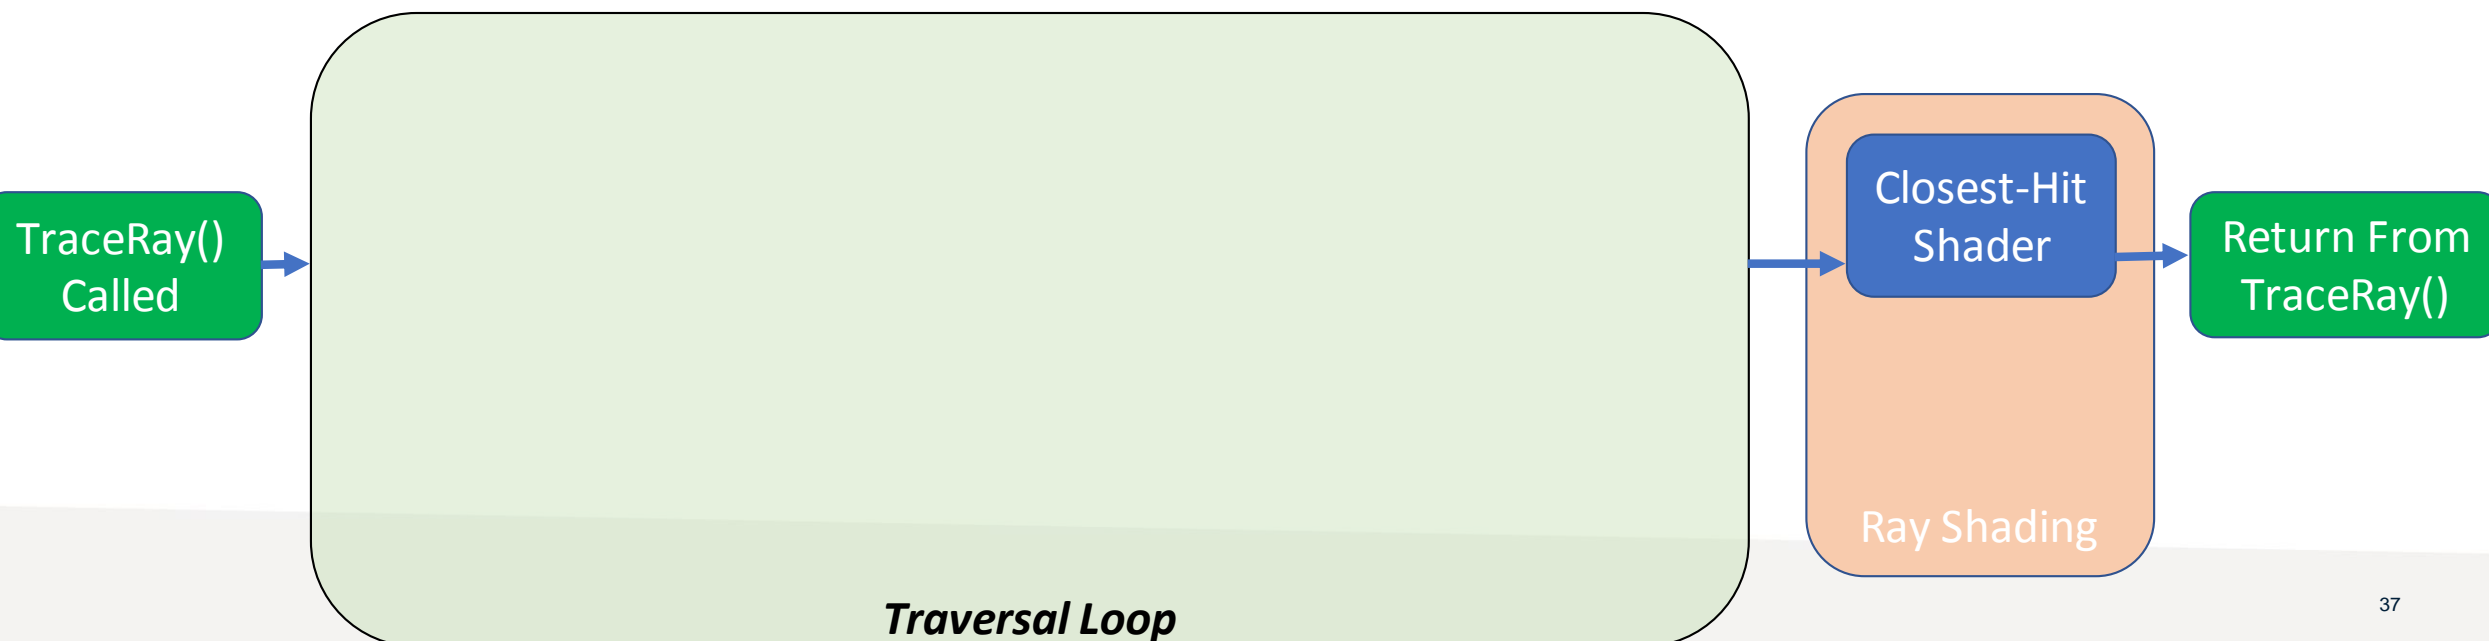 TraceRay()
Called
Closest-Hit
Shader
Return From
TraceRay()
Ray Shading
Traversal Loop
37